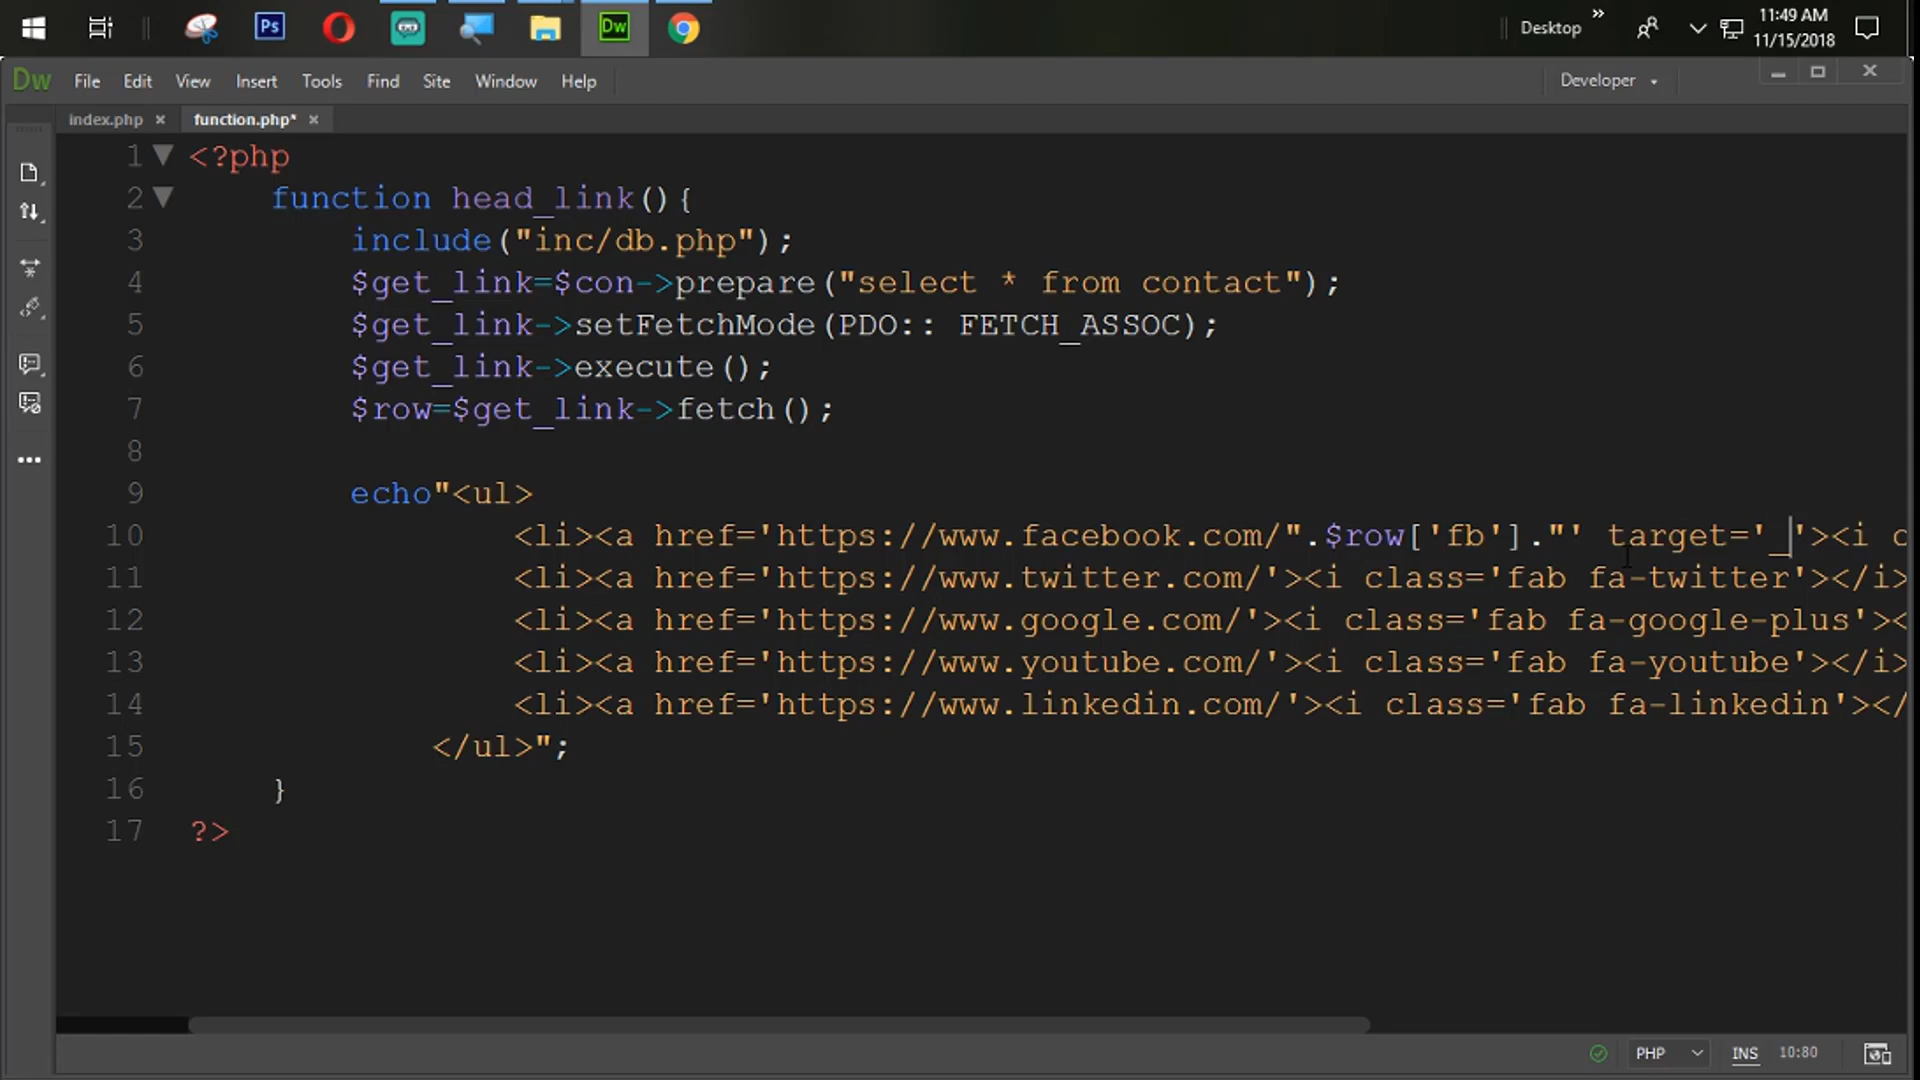 Ps
Dw
Desktop
»
11:49 AM
11/15/2018
Dw File Edit View Insert Tools Find Site Window Help Developer
index.php × function.php* ×
1 <?php
2 function head_link(){
3 include("inc/db.php");
4 $get_link=$con->prepare("select * from contact");
5 $get_link->setFetchMode(PDO:: FETCH_ASSOC);
6 $get_link->execute();
7 $row=$get_link->fetch();
8
9 echo"<ul>
10 <li><a href='https://www.facebook.com/".$row['fb']."' target='_'><i c
11 <li><a href='https://www.twitter.com/'><i class='fab fa-twitter'></i>
12 <li><a href='https://www.google.com/'><i class='fab fa-google-plus'><
13 <li><a href='https://www.youtube.com/'><i class='fab fa-youtube'></i>
14 <li><a href='https://www.linkedin.com/'><i class='fab fa-linkedin'></
15 </ul>";
16 }
17 ?>
PHP INS 10:80